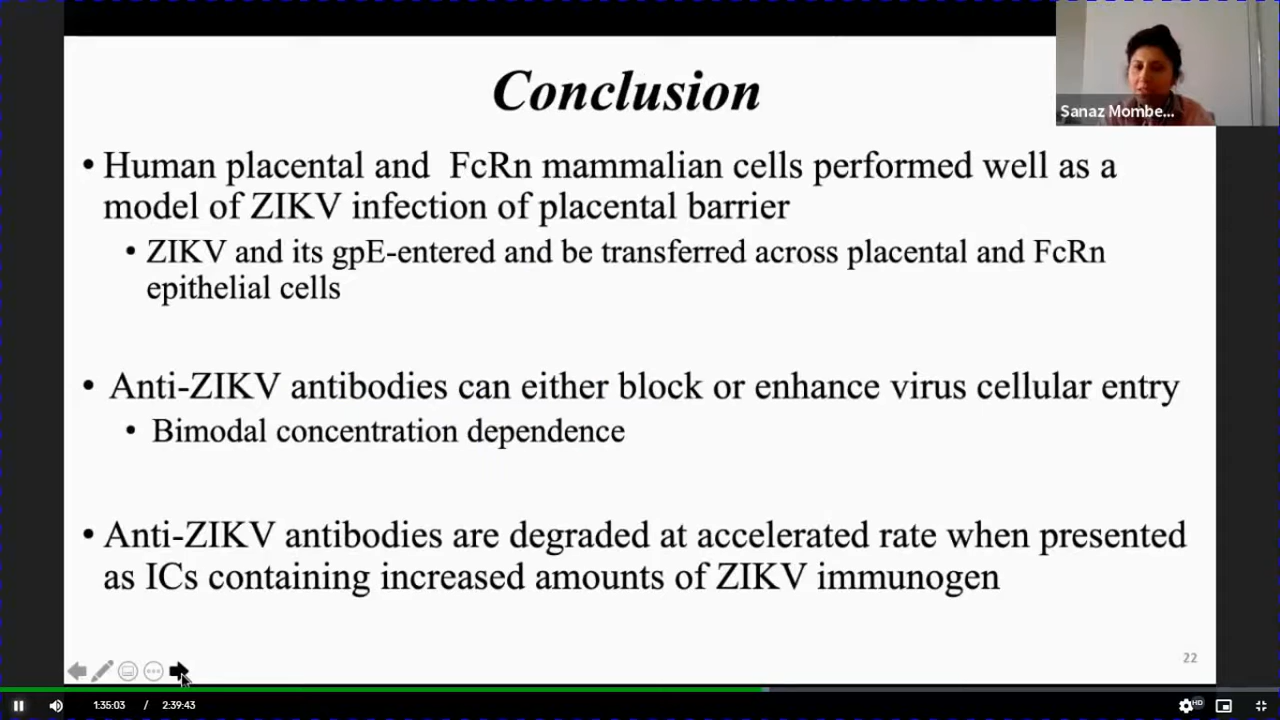 Conclusion
Sanaz Mombe...
• Human placental and FcRn mammalian cells performed well as a
model of ZIKV infection of placental barrier
• ZIKV and its gpE-entered and be transferred across placental and FcRn
epithelial cells
• Anti-ZIKV antibodies can either block or enhance virus cellular entry
• Bimodal concentration dependence
• Anti-ZIKV antibodies are degraded at accelerated rate when presented
as ICs containing increased amounts of ZIKV immunogen
22
1:35:03 / 2:39:43
HD